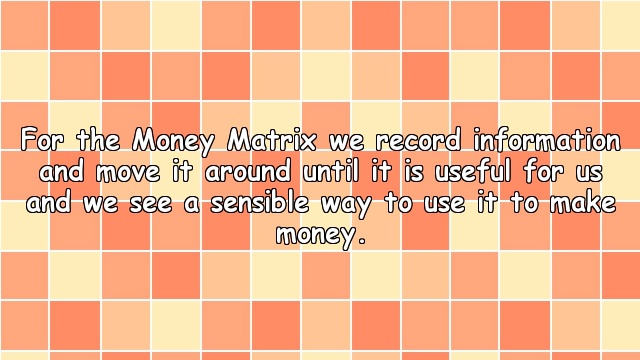 For the Money Matrix we record information
and move it around until it is useful for us
and we see a sensible way to use it to make
money.